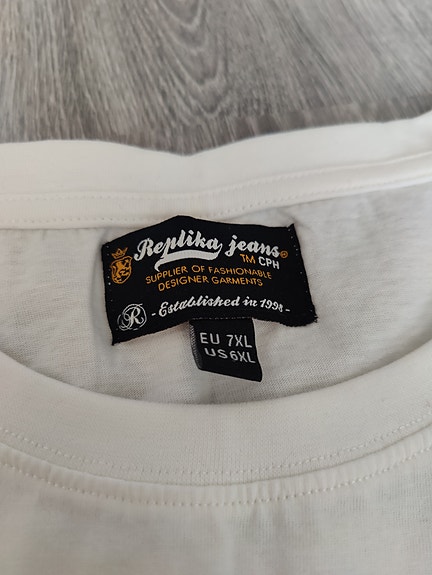 Replika jeans®
TM CPH
SUPPLIER OF FASHIONABLE
DESIGNER GARMENTS
R - Established in 1998 -
EU 7XL
US 6XL